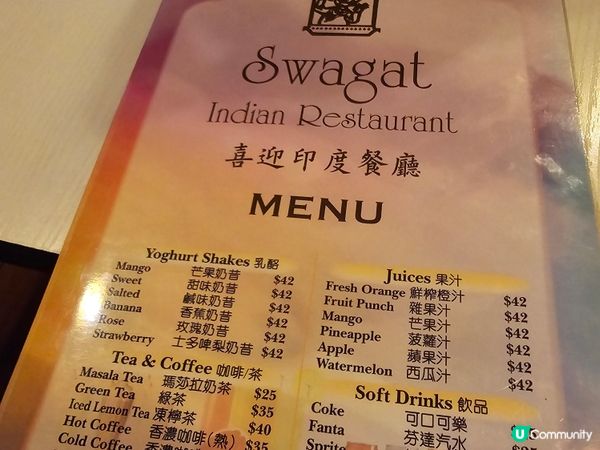 Swagat
Indian Restaurant
喜迎印度餐廳
MENU
Yoghurt Shakes 乳酪
Mango 芒果奶昔 $42
Sweet 甜味奶昔 $42
Salted 鹹味奶昔 $42
Banana 香蕉奶昔 $42
Rose 玫瑰奶昔 $42
Strawberry 士多啤梨奶昔 $42
Tea & Coffee 咖啡/茶
Masala Tea 瑪莎拉奶茶 $25
Green Tea 綠茶 $35
Iced Lemon Tea 凍檸茶 $40
Hot Coffee 香濃咖啡(熱) $35
Cold Coffee
Juices 果汁
Fresh Orange 鮮榨橙汁 $42
Fruit Punch 雜果汁 $42
Mango 芒果汁 $42
Pineapple 菠蘿汁 $42
Apple 蘋果汁 $42
Watermelon 西瓜汁 $42
Soft Drinks 飲品
Coke 可口可樂
Fanta 芬達汽水
Sprite
U Community